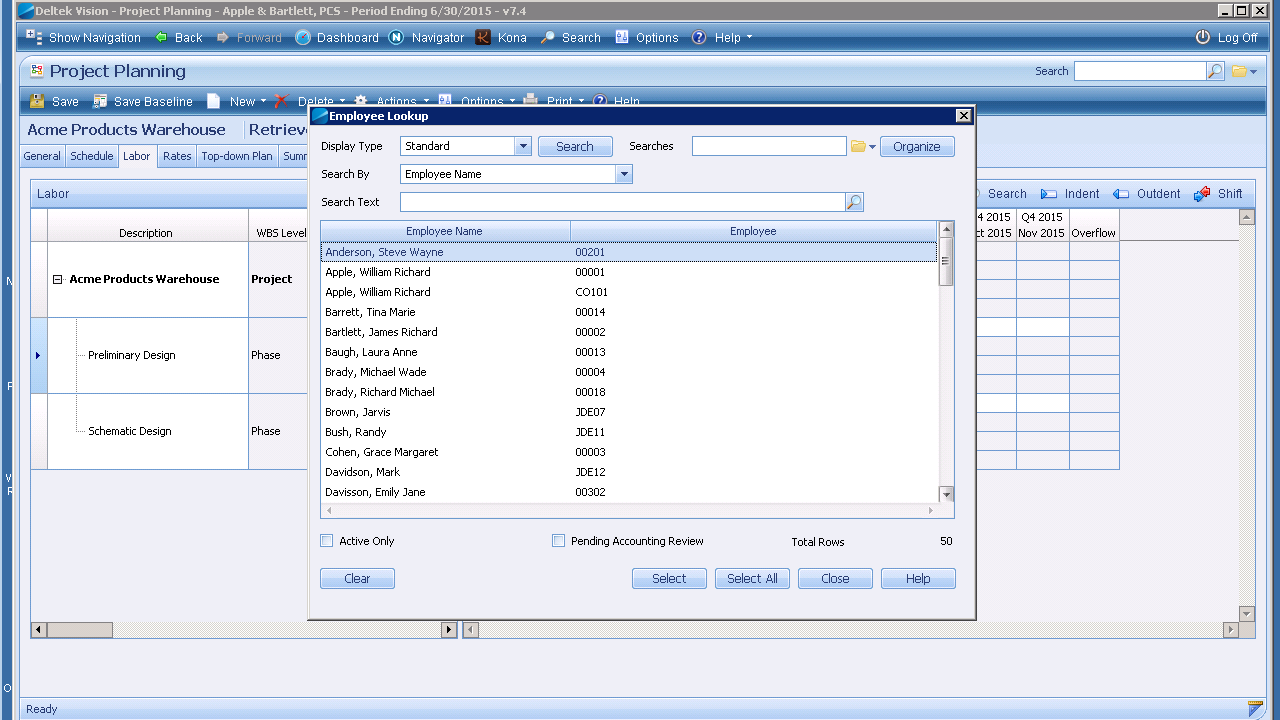 Deltek Vision - Project Planning - Apple & Bartlett, PCS - Period Ending 6/30/2015 - v7.4
Show Navigation Back Forward Dashboard Navigator Kona Search Options Help Log Off
Project Planning Search
Save Save Baseline New Delete Actions Options Print Help
Employee Lookup
Acme Products Warehouse
General Schedule Labor Rates Top-down Plan
Display Type Standard Search Searches Organize
Search By Employee Name
Search Text
Labor Search Indent Outdent Shift
Description WBS Level
Q4 2015
Nov 2015 Overflow
Employee Name Employee
Anderson, Steve Wayne 00201
Apple, William Richard 00001
Apple, William Richard CO101
Barrett, Tina Marie 00014
Bartlett, James Richard 00002
Baugh, Laura Anne 00013
Brady, Michael Wade 00004
Brady, Richard Michael 00018
Brown, Jarvis JDE07
Bush, Randy JDE11
Cohen, Grace Margaret 00003
Davidson, Mark JDE12
Davisson, Emily Jane 00302
Acme Products Warehouse Project
Preliminary Design Phase
Schematic Design Phase
Active Only Pending Accounting Review Total Rows 50
Clear Select Select All Close Help
Ready